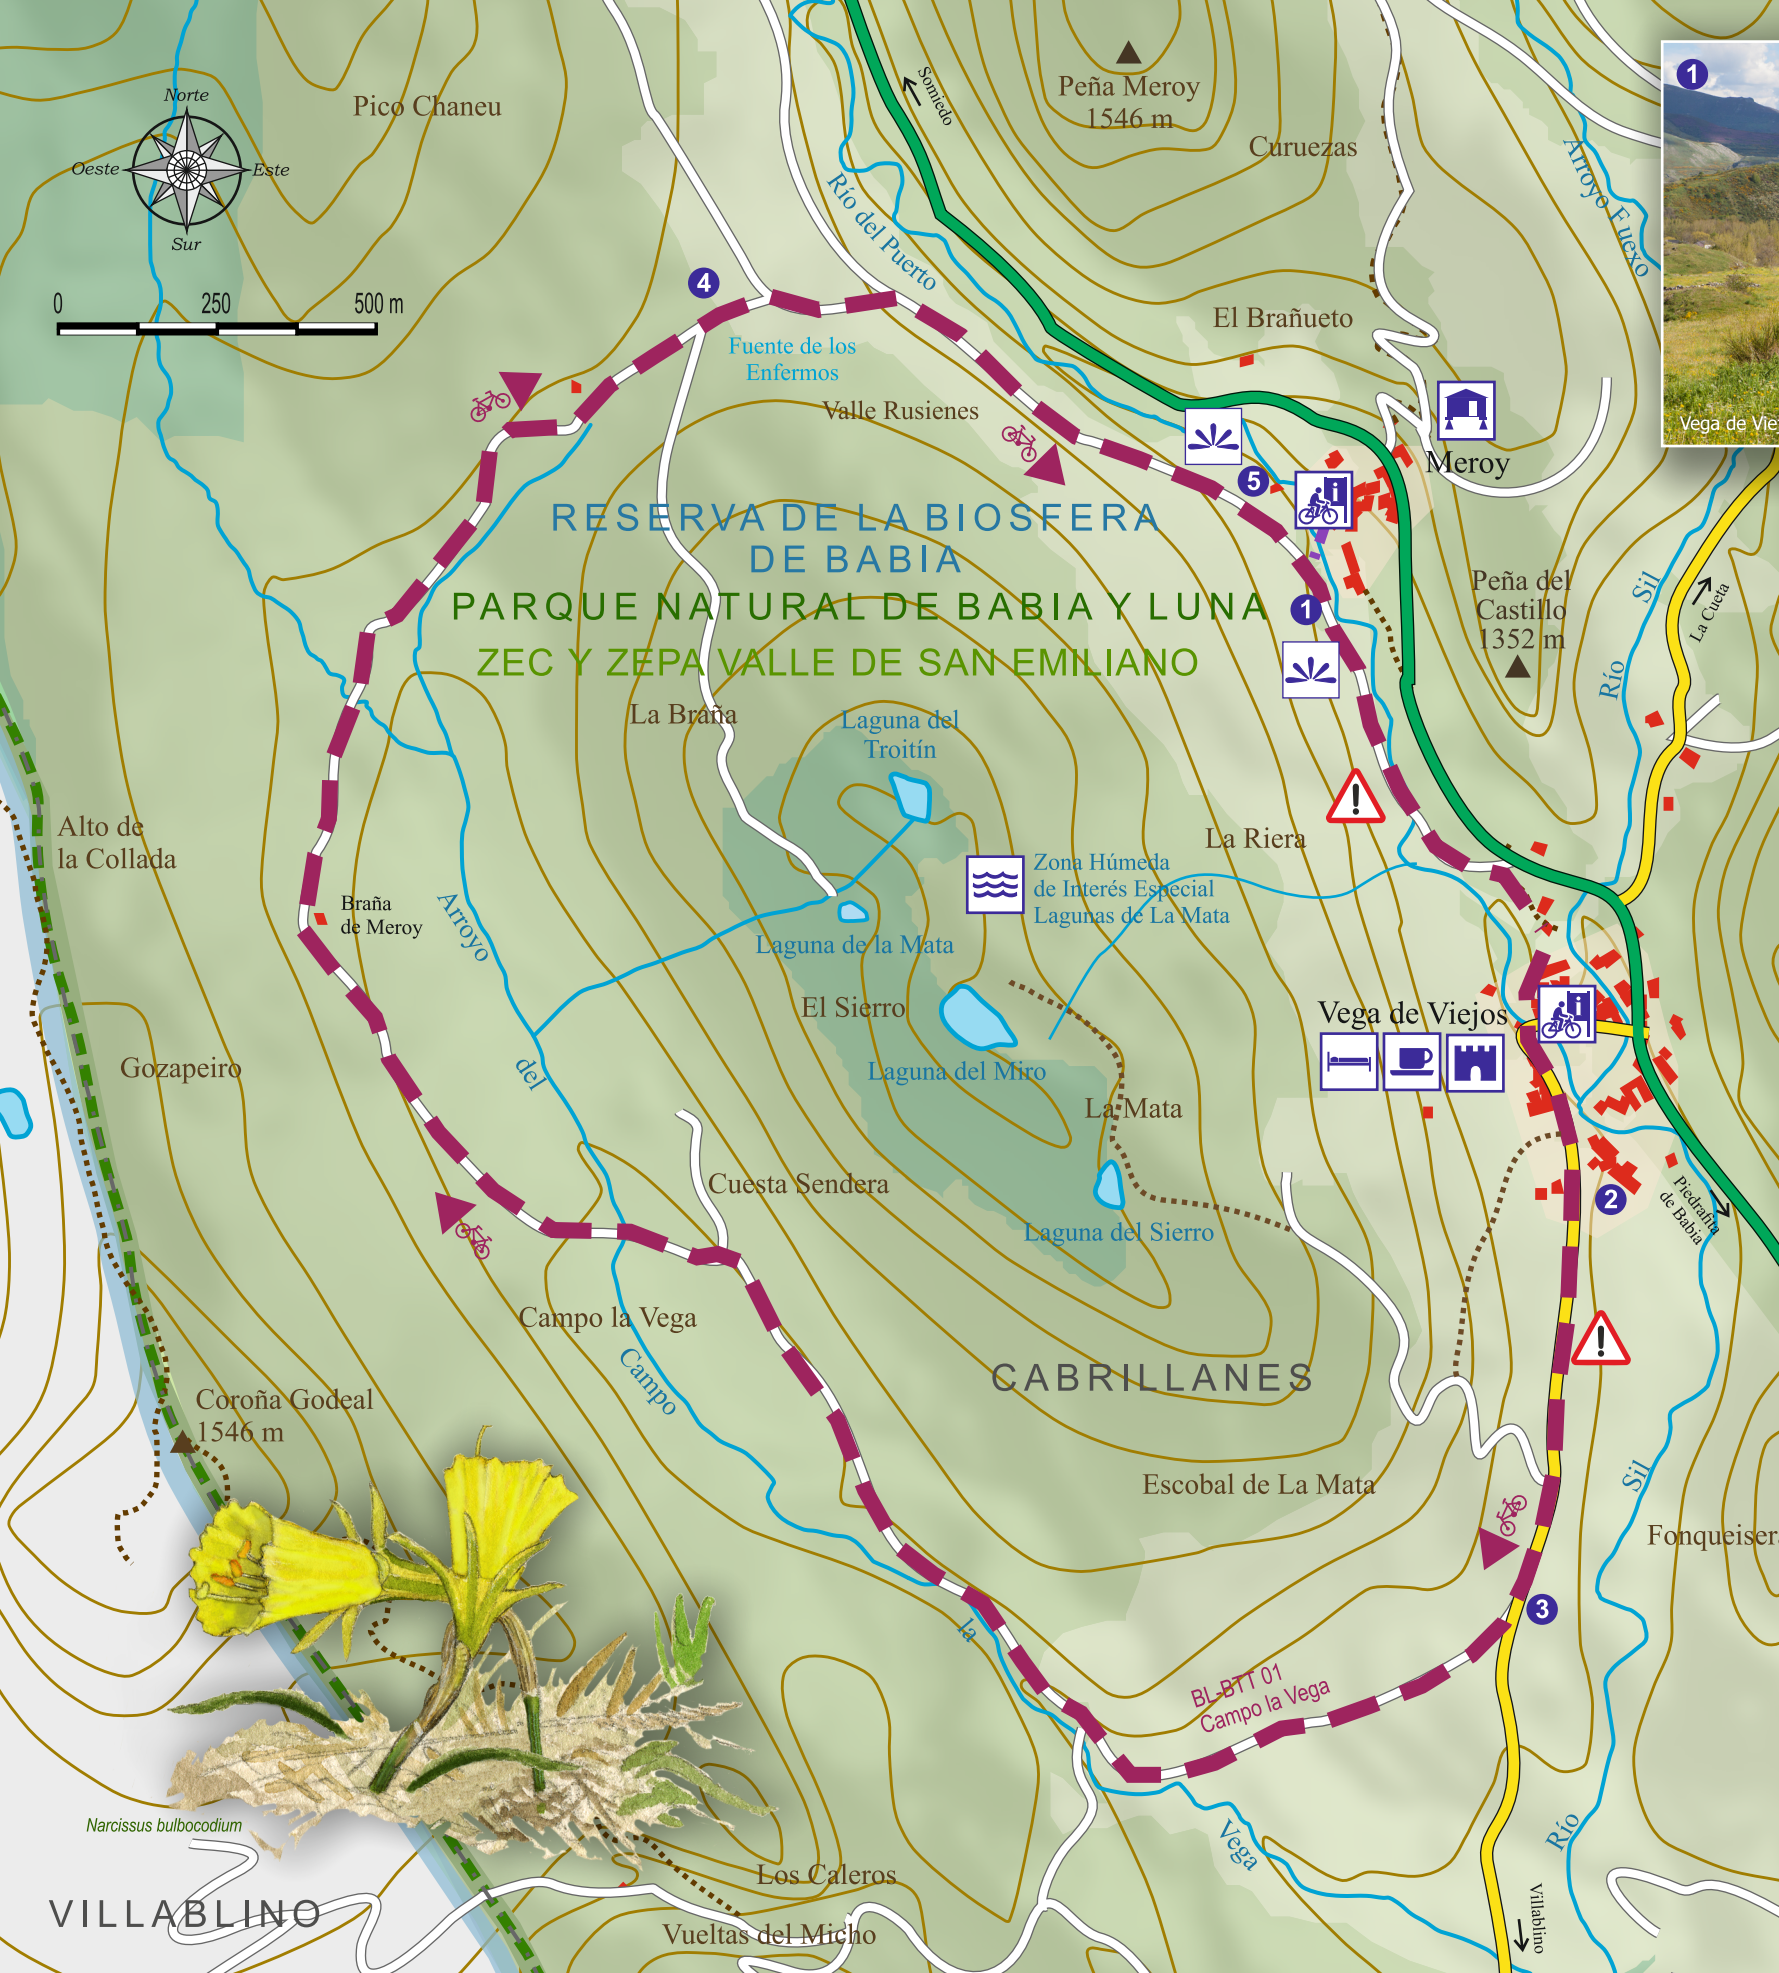 Norte
Oeste
Este
Sur
0 250 500 m
Pico Chaneu
Somiedo
Peña Meroy
1546 m
Curuezas
Arroyo Fuexo
1
Vega de Vie
Río del Puerto
4
Fuente de los
Enfermos
El Brañueto
Valle Rusienes
Meroy
5
i
RESERVA DE LA BIOSFERA
DE BABIA
PARQUE NATURAL DE BABIA Y LUNA
ZEC Y ZEPA VALLE DE SAN EMILIANO
1
Peña del
Castillo
1352 m
Río Sil
La Cueta
La Braña
Laguna del
Troitín
Alto de
la Collada
La Riera
!
Zona Húmeda
de Interés Especial
Lagunas de La Mata
Braña
de Meroy
Arroyo del Campo la Vega
Laguna de la Mata
El Sierro
Vega de Viejos
i
Gozapeiro
Laguna del Miro
La Mata
Cuesta Sendera
Laguna del Sierro
2
Piedrafita
de Babia
Campo la Vega
CABRILLANES
!
Coroña Godeal
1546 m
Escobal de La Mata
Río Sil
Fonqueiser
3
BL-BTT 01
Campo la Vega
Narcissus bulbocodium
Los Caleros
VILLABLINO
Vueltas del Micho
Villablino